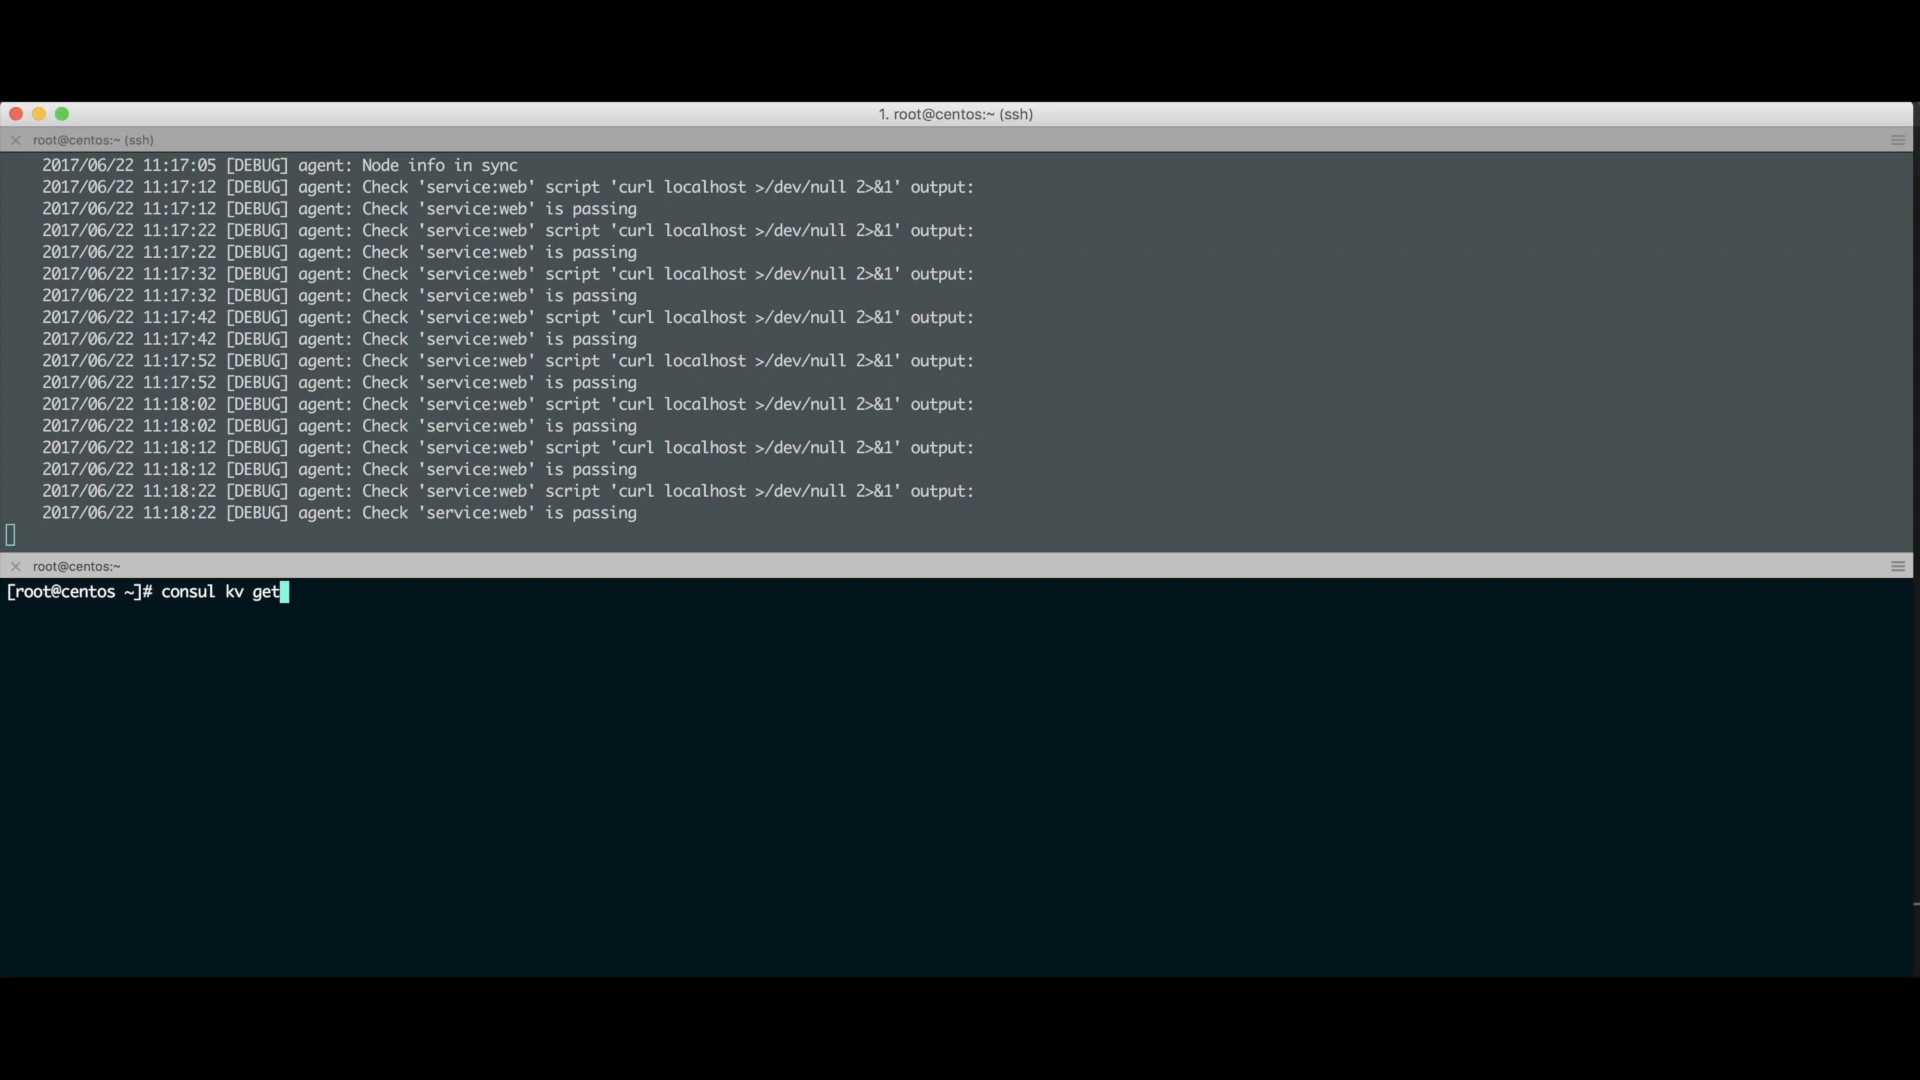 1. root@centos:~ (ssh)
root@centos:~ (ssh)
2017/06/22 11:17:05 [DEBUG] agent: Node info in sync
2017/06/22 11:17:12 [DEBUG] agent: Check 'service:web' script 'curl localhost >/dev/null 2>&1' output:
2017/06/22 11:17:12 [DEBUG] agent: Check 'service:web' is passing
2017/06/22 11:17:22 [DEBUG] agent: Check 'service:web' script 'curl localhost >/dev/null 2>&1' output:
2017/06/22 11:17:22 [DEBUG] agent: Check 'service:web' is passing
2017/06/22 11:17:32 [DEBUG] agent: Check 'service:web' script 'curl localhost >/dev/null 2>&1' output:
2017/06/22 11:17:32 [DEBUG] agent: Check 'service:web' is passing
2017/06/22 11:17:42 [DEBUG] agent: Check 'service:web' script 'curl localhost >/dev/null 2>&1' output:
2017/06/22 11:17:42 [DEBUG] agent: Check 'service:web' is passing
2017/06/22 11:17:52 [DEBUG] agent: Check 'service:web' script 'curl localhost >/dev/null 2>&1' output:
2017/06/22 11:17:52 [DEBUG] agent: Check 'service:web' is passing
2017/06/22 11:18:02 [DEBUG] agent: Check 'service:web' script 'curl localhost >/dev/null 2>&1' output:
2017/06/22 11:18:02 [DEBUG] agent: Check 'service:web' is passing
2017/06/22 11:18:12 [DEBUG] agent: Check 'service:web' script 'curl localhost >/dev/null 2>&1' output:
2017/06/22 11:18:12 [DEBUG] agent: Check 'service:web' is passing
2017/06/22 11:18:22 [DEBUG] agent: Check 'service:web' script 'curl localhost >/dev/null 2>&1' output:
2017/06/22 11:18:22 [DEBUG] agent: Check 'service:web' is passing
root@centos:~
[root@centos ~]# consul kv get